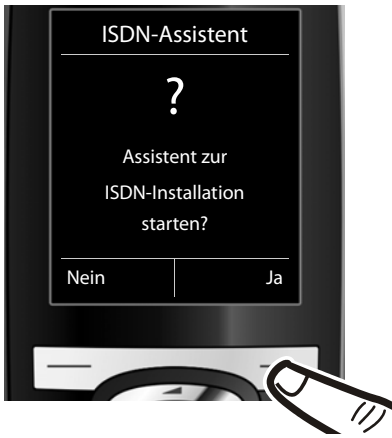 ISDN-Assistent
?
Assistent zur
ISDN-Installation
starten?
Nein Ja